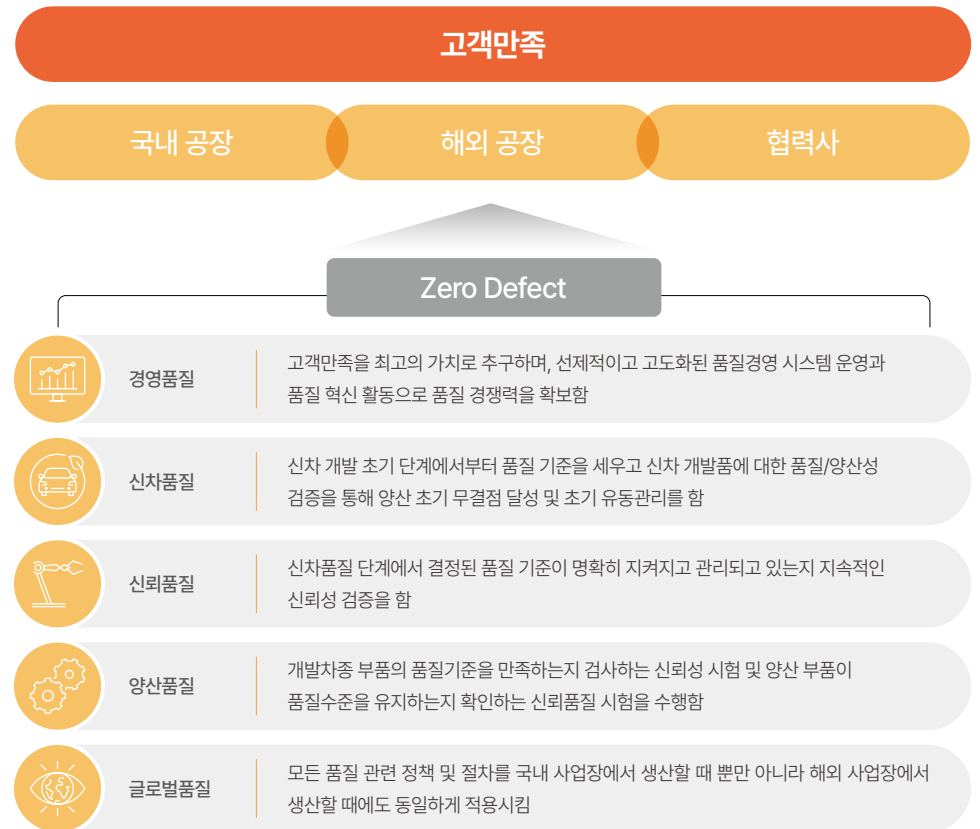 고객만족
국내 공장
해외 공장
협력사
Zero Defect
경영품질
고객만족을 최고의 가치로 추구하며, 선제적이고 고도화된 품질경영 시스템 운영과
품질 혁신 활동으로 품질 경쟁력을 확보함
신차품질
신차 개발 초기 단계에서부터 품질 기준을 세우고 신차 개발품에 대한 품질/양산성
검증을 통해 양산 초기 무결점 달성 및 초기 유동관리를 함
신뢰품질
신차품질 단계에서 결정된 품질 기준이 명확히 지켜지고 관리되고 있는지 지속적인
신뢰성 검증을 함
양산품질
개발차종 부품의 품질기준을 만족하는지 검사하는 신뢰성 시험 및 양산 부품이
품질수준을 유지하는지 확인하는 신뢰품질 시험을 수행함
글로벌품질
모든 품질 관련 정책 및 절차를 국내 사업장에서 생산할 때 뿐만 아니라 해외 사업장에서
생산할 때에도 동일하게 적용시킴